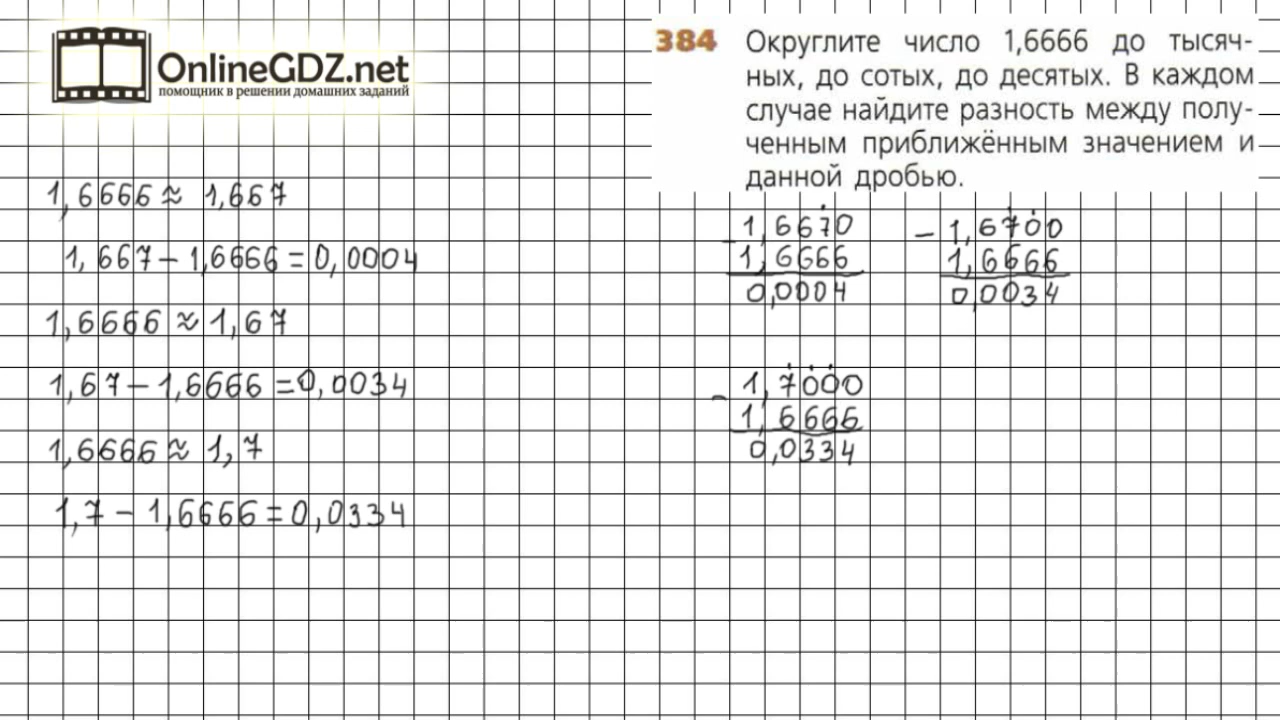 OnlineGDZ.net
помощник в решении домашних заданий
384 Округлите число 1,6666 до тысяч-
ных, до сотых, до десятых. В каждом
случае найдите разность между полу-
ченным приближённым значением и
данной дробью.
1,6666 ≈ 1,667
1,667 - 1,6666 = 0,0004
1,6666 ≈ 1,67
1,67 - 1,6666 = 0,0034
1,6666 ≈ 1,7
1,7 - 1,6666 = 0,0334
- 1,6670
1,6666
0,0004
- 1,6700
1,6666
0,0034
- 1,7000
1,6666
0,0334